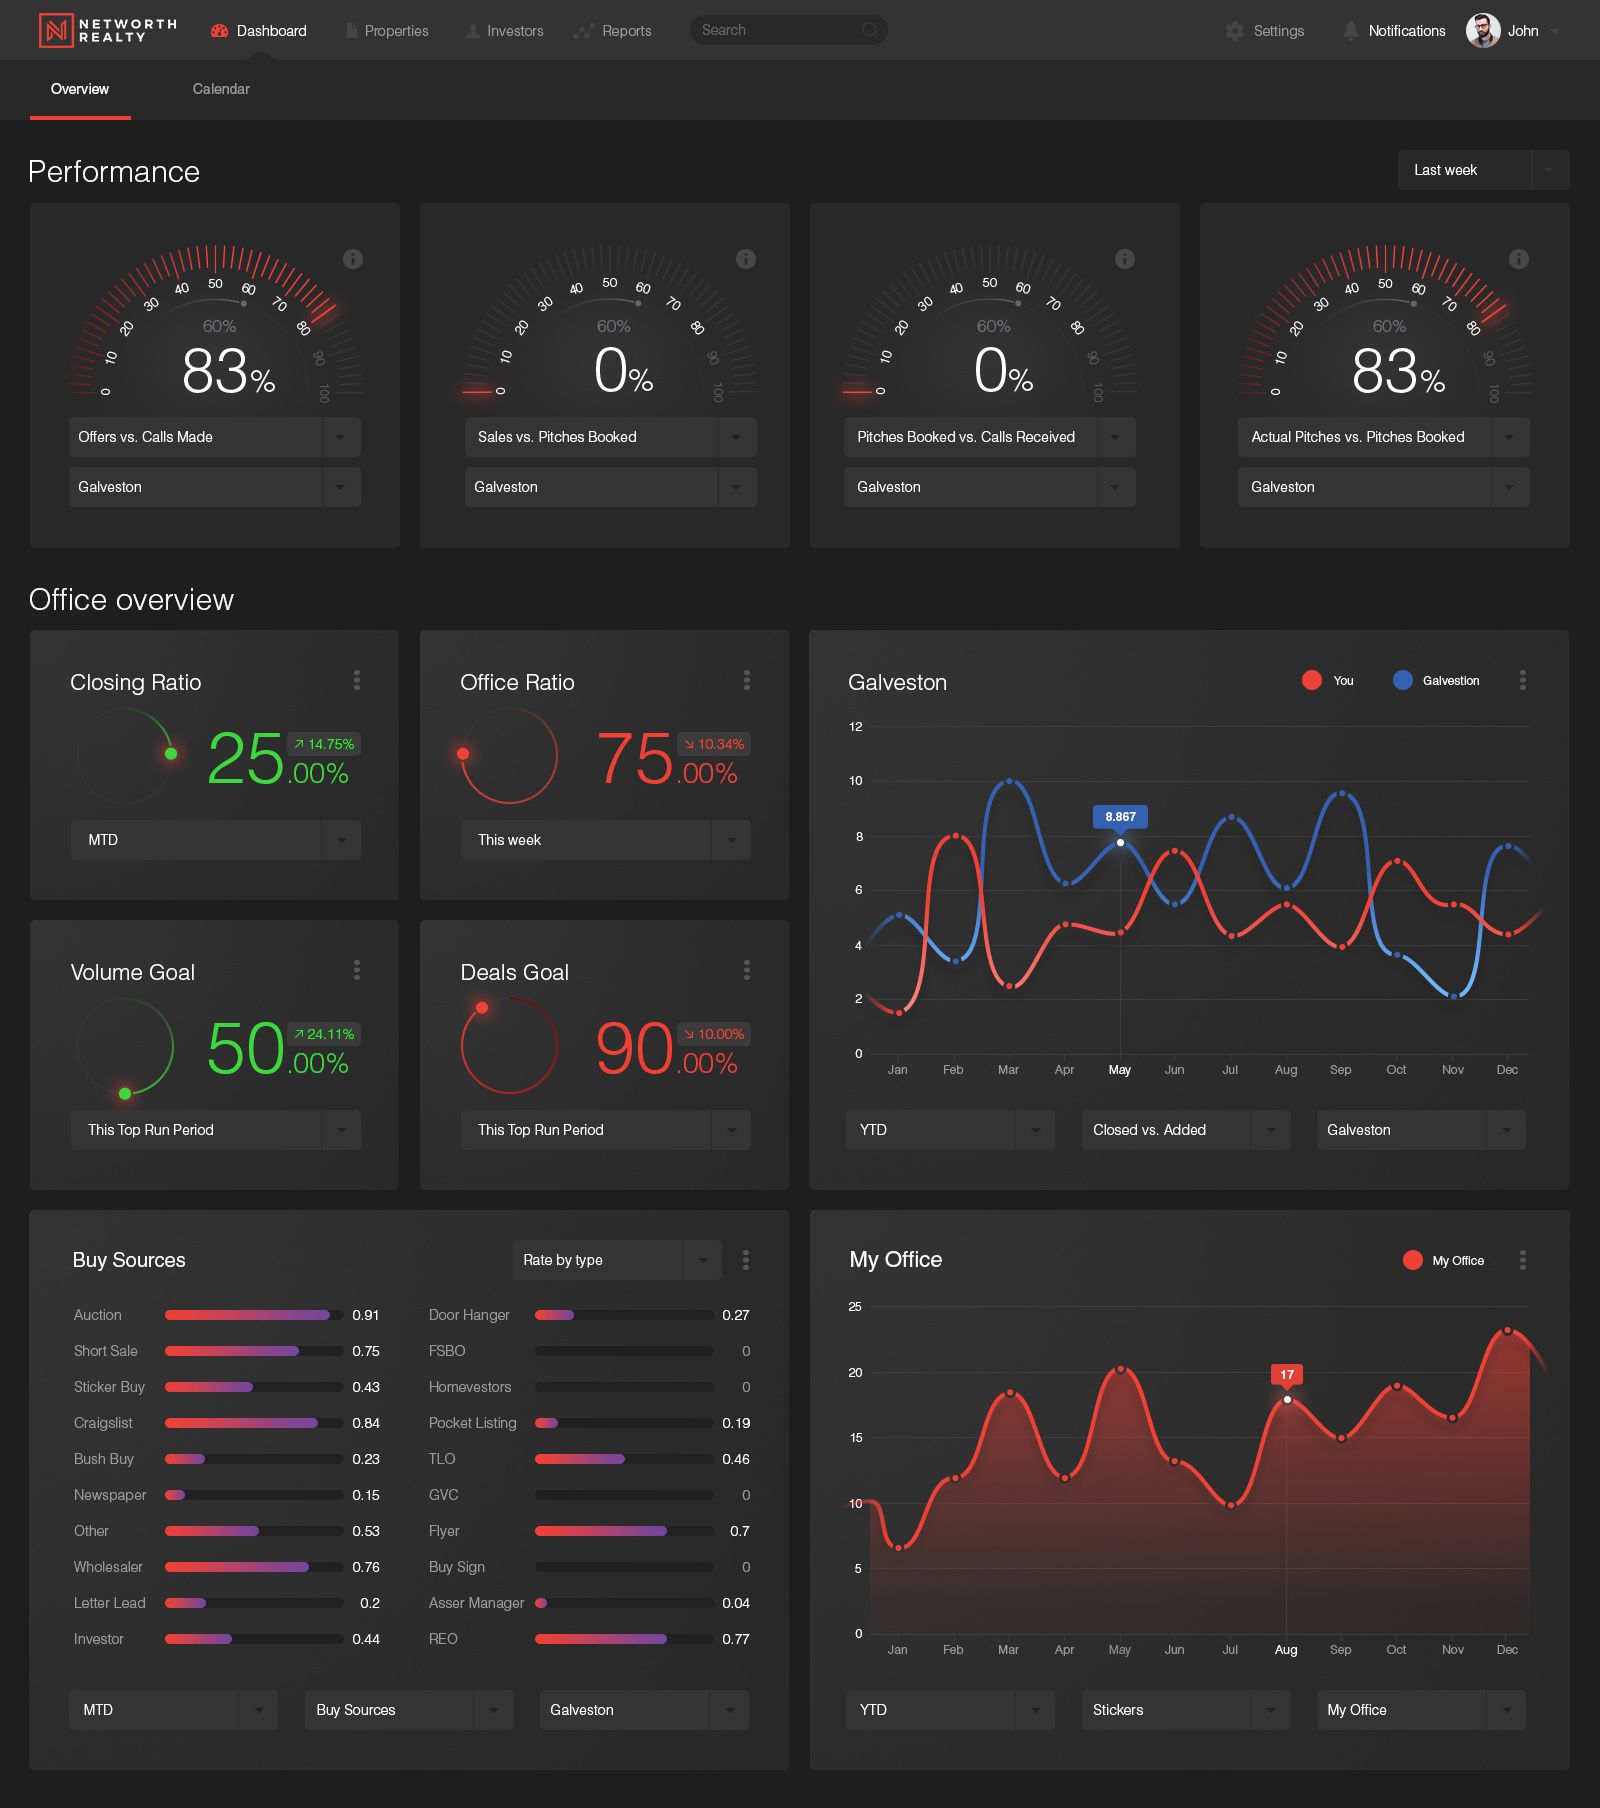 NETWORTH
REALTY
Dashboard
Properties
Investors
Reports
Search
Settings
Notifications
John
Overview
Calendar
Performance
Last week
0 10 20 30 40 50 60 70 80 90 100
60%
83%
Offers vs. Calls Made
Galveston
0 10 20 30 40 50 60 70 80 90 100
60%
0%
Sales vs. Pitches Booked
Galveston
0 10 20 30 40 50 60 70 80 90 100
60%
0%
Pitches Booked vs. Calls Received
Galveston
0 10 20 30 40 50 60 70 80 90 100
60%
83%
Actual Pitches vs. Pitches Booked
Galveston
Office overview
Closing Ratio
25.00%
14.75%
MTD
Office Ratio
75.00%
10.34%
This week
Volume Goal
50.00%
24.11%
This Top Run Period
Deals Goal
90.00%
10.00%
This Top Run Period
Galveston
You
Galvestion
12
10
8
6
4
2
0
8.867
Jan Feb Mar Apr May Jun Jul Aug Sep Oct Nov Dec
YTD
Closed vs. Added
Galveston
Buy Sources
Rate by type
Auction 0.91
Short Sale 0.75
Sticker Buy 0.43
Craigslist 0.84
Bush Buy 0.23
Newspaper 0.15
Other 0.53
Wholesaler 0.76
Letter Lead 0.2
Investor 0.44
Door Hanger 0.27
FSBO 0
Homevestors 0
Pocket Listing 0.19
TLO 0.46
GVC 0
Flyer 0.7
Buy Sign 0
Asser Manager 0.04
REO 0.77
MTD
Buy Sources
Galveston
My Office
My Office
25
20
15
10
5
0
17
Jan Feb Mar Apr May Jun Jul Aug Sep Oct Nov Dec
YTD
Stickers
My Office